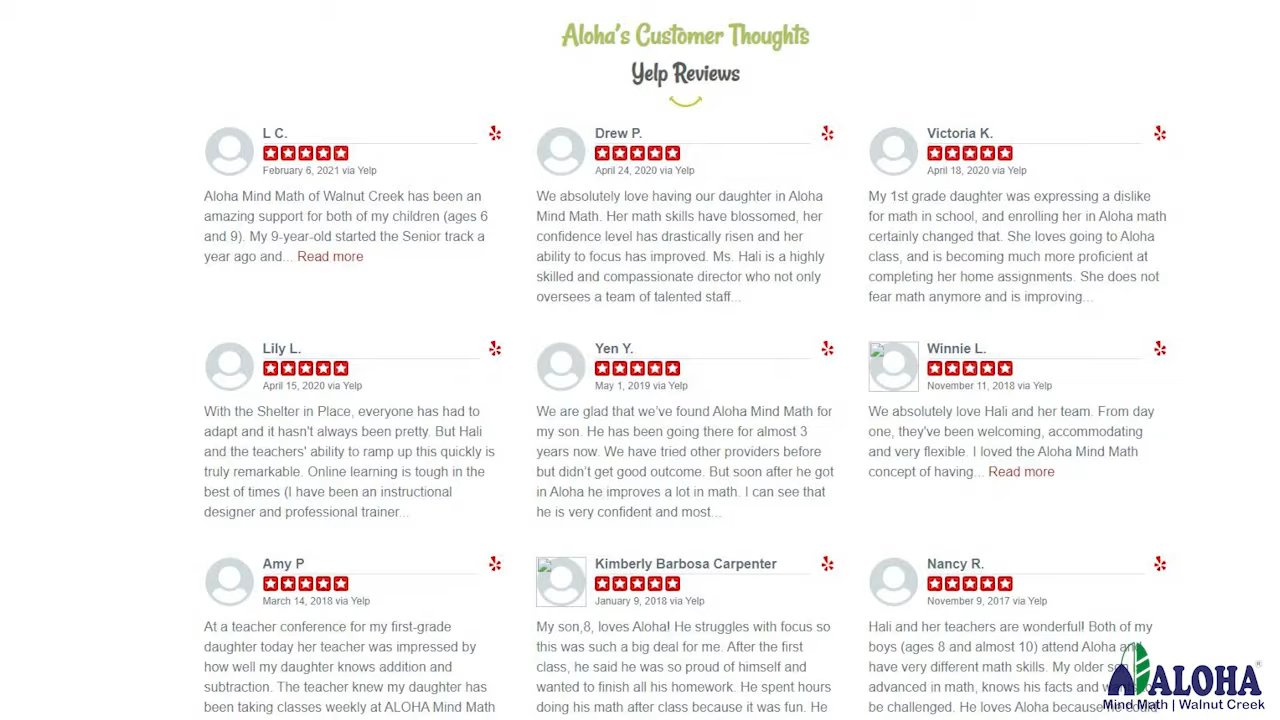 Aloha's Customer Thoughts
Yelp Reviews
L C.
February 6, 2021 via Yelp
Aloha Mind Math of Walnut Creek has been an
amazing support for both of my children (ages 6
and 9). My 9-year-old started the Senior track a
year ago and... Read more
Drew P.
April 24, 2020 via Yelp
We absolutely love having our daughter in Aloha
Mind Math. Her math skills have blossomed, her
confidence level has drastically risen and her
ability to focus has improved. Ms. Hali is a highly
skilled and compassionate director who not only
oversees a team of talented staff...
Victoria K.
April 18, 2020 via Yelp
My 1st grade daughter was expressing a dislike
for math in school, and enrolling her in Aloha math
certainly changed that. She loves going to Aloha
class, and is becoming much more proficient at
completing her home assignments. She does not
fear math anymore and is improving...
Lily L.
April 15, 2020 via Yelp
With the Shelter in Place, everyone has had to
adapt and it hasn't always been pretty. But Hali
and the teachers' ability to ramp up this quickly is
truly remarkable. Online learning is tough in the
best of times (I have been an instructional
designer and professional trainer...
Yen Y.
May 1, 2019 via Yelp
We are glad that we've found Aloha Mind Math for
my son. He has been going there for almost 3
years now. We have tried other providers before
but didn't get good outcome. But soon after he got
in Aloha he improves a lot in math. I can see that
he is very confident and most...
Winnie L.
November 11, 2018 via Yelp
We absolutely love Hali and her team. From day
one, they've been welcoming, accommodating
and very flexible. I loved the Aloha Mind Math
concept of having... Read more
Amy P
March 14, 2018 via Yelp
At a teacher conference for my first-grade
daughter today her teacher was impressed by
how well my daughter knows addition and
subtraction. The teacher knew my daughter has
been taking classes weekly at ALOHA Mind Math
Kimberly Barbosa Carpenter
January 9, 2018 via Yelp
My son,8, loves Aloha! He struggles with focus so
this was such a big deal for me. After the first
class, he said he was so proud of himself and
wanted to finish all his homework. He spent hours
doing his math after class because it was fun. He
Nancy R.
November 9, 2017 via Yelp
Hali and her teachers are wonderful! Both of my
boys (ages 8 and almost 10) attend Aloha and
have very different math skills. My older son
advanced in math, knows his facts and
be challenged. He loves Aloha because he could
ALOHA®
Mind Math | Walnut Creek